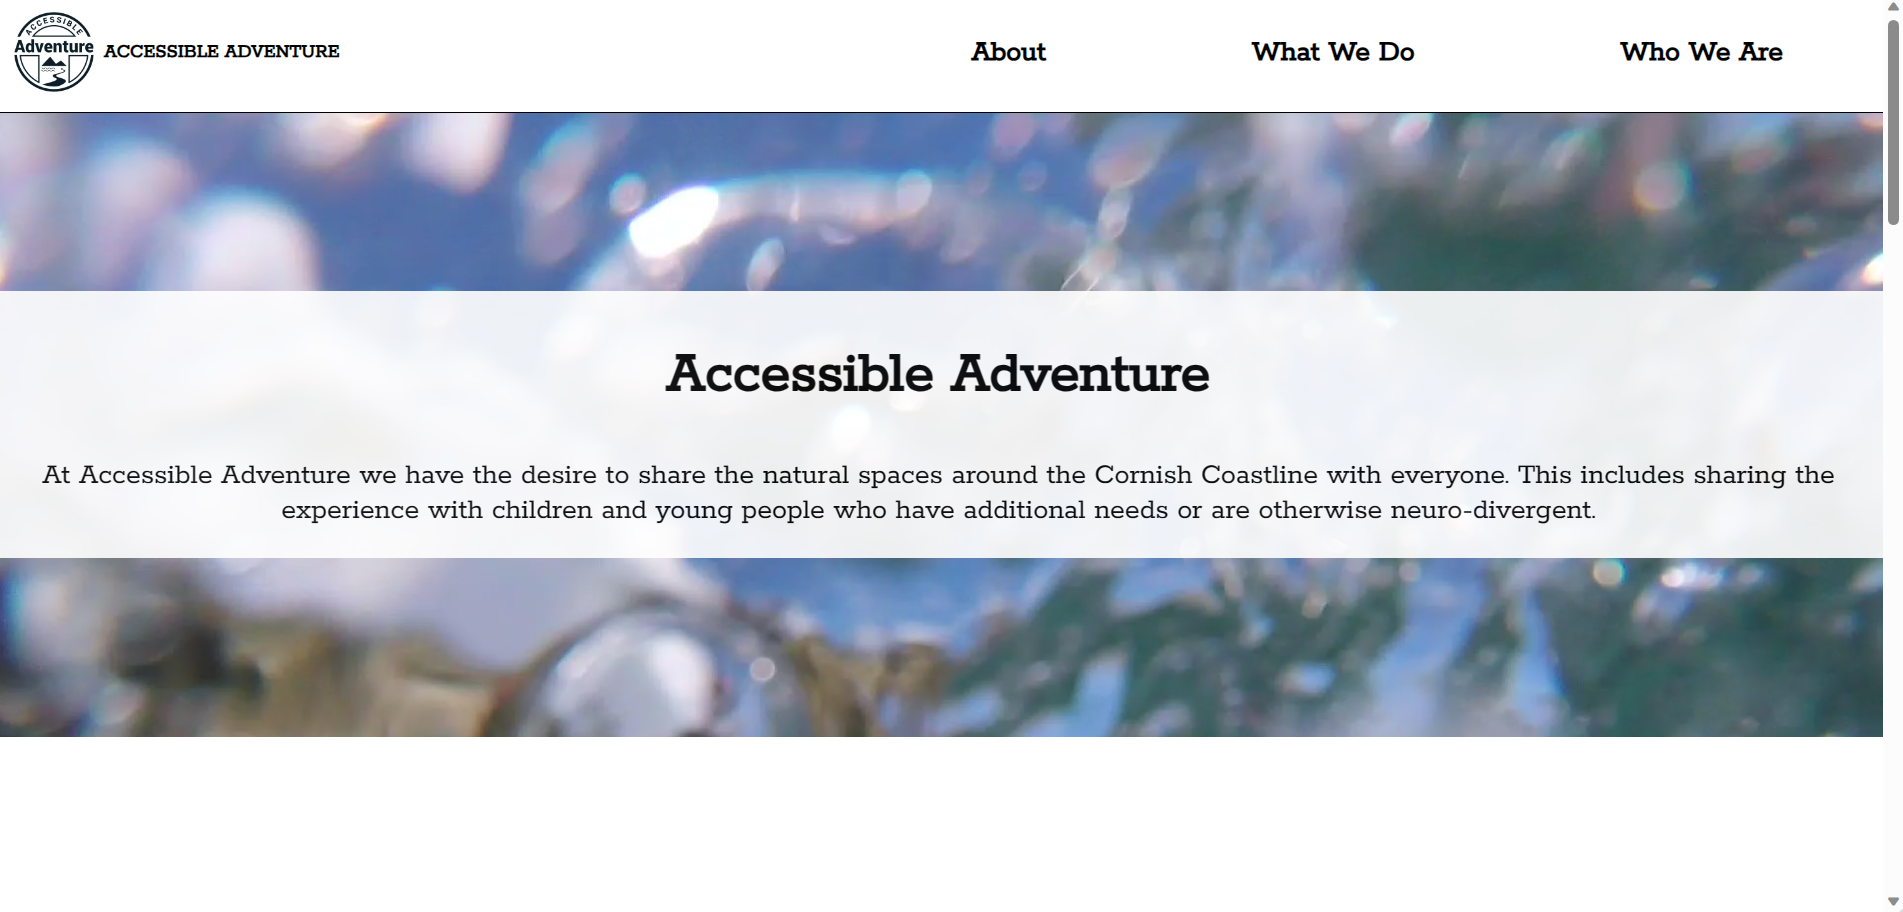 ACCESSIBLE
Adventure
ACCESSIBLE ADVENTURE
About
What We Do
Who We Are
Accessible Adventure
At Accessible Adventure we have the desire to share the natural spaces around the Cornish Coastline with everyone. This includes sharing the
experience with children and young people who have additional needs or are otherwise neuro-divergent.